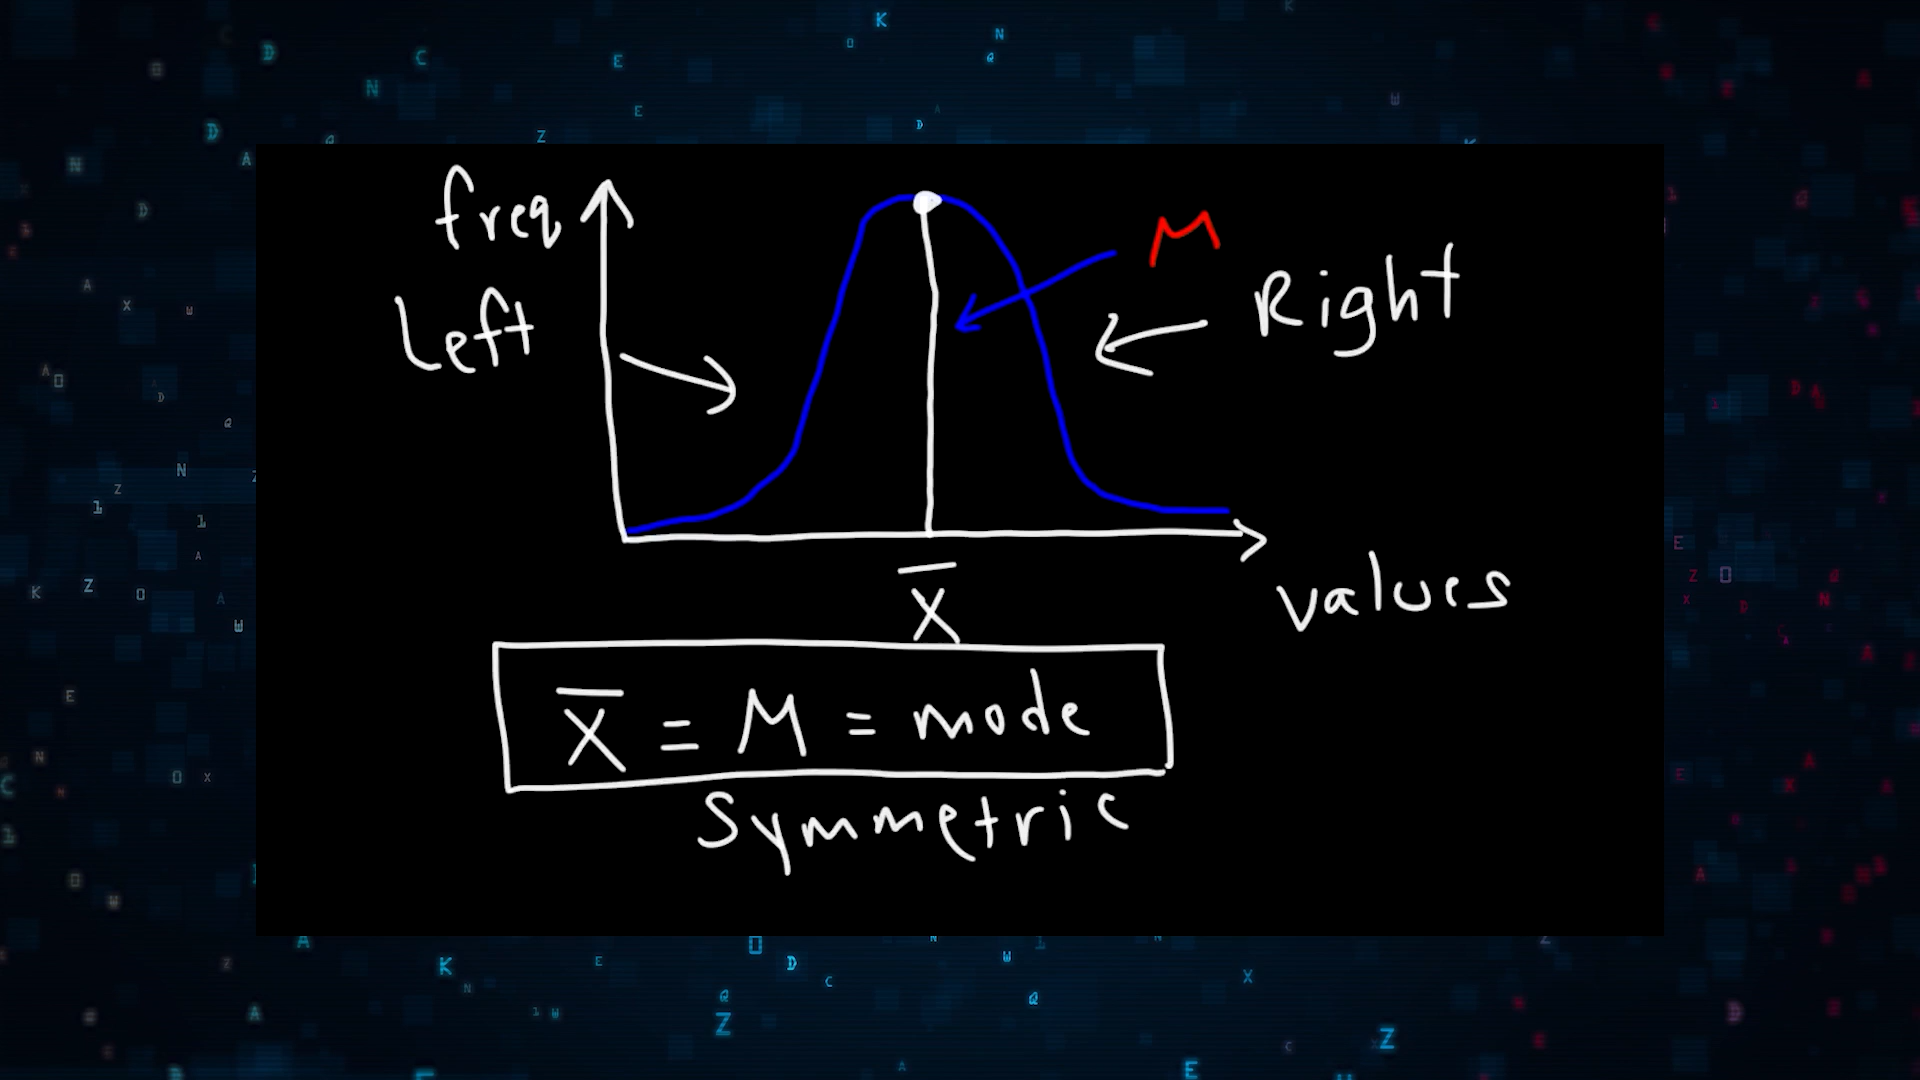 freq
M
Right
Left
values
X̄
X̄ = M = mode
Symmetric